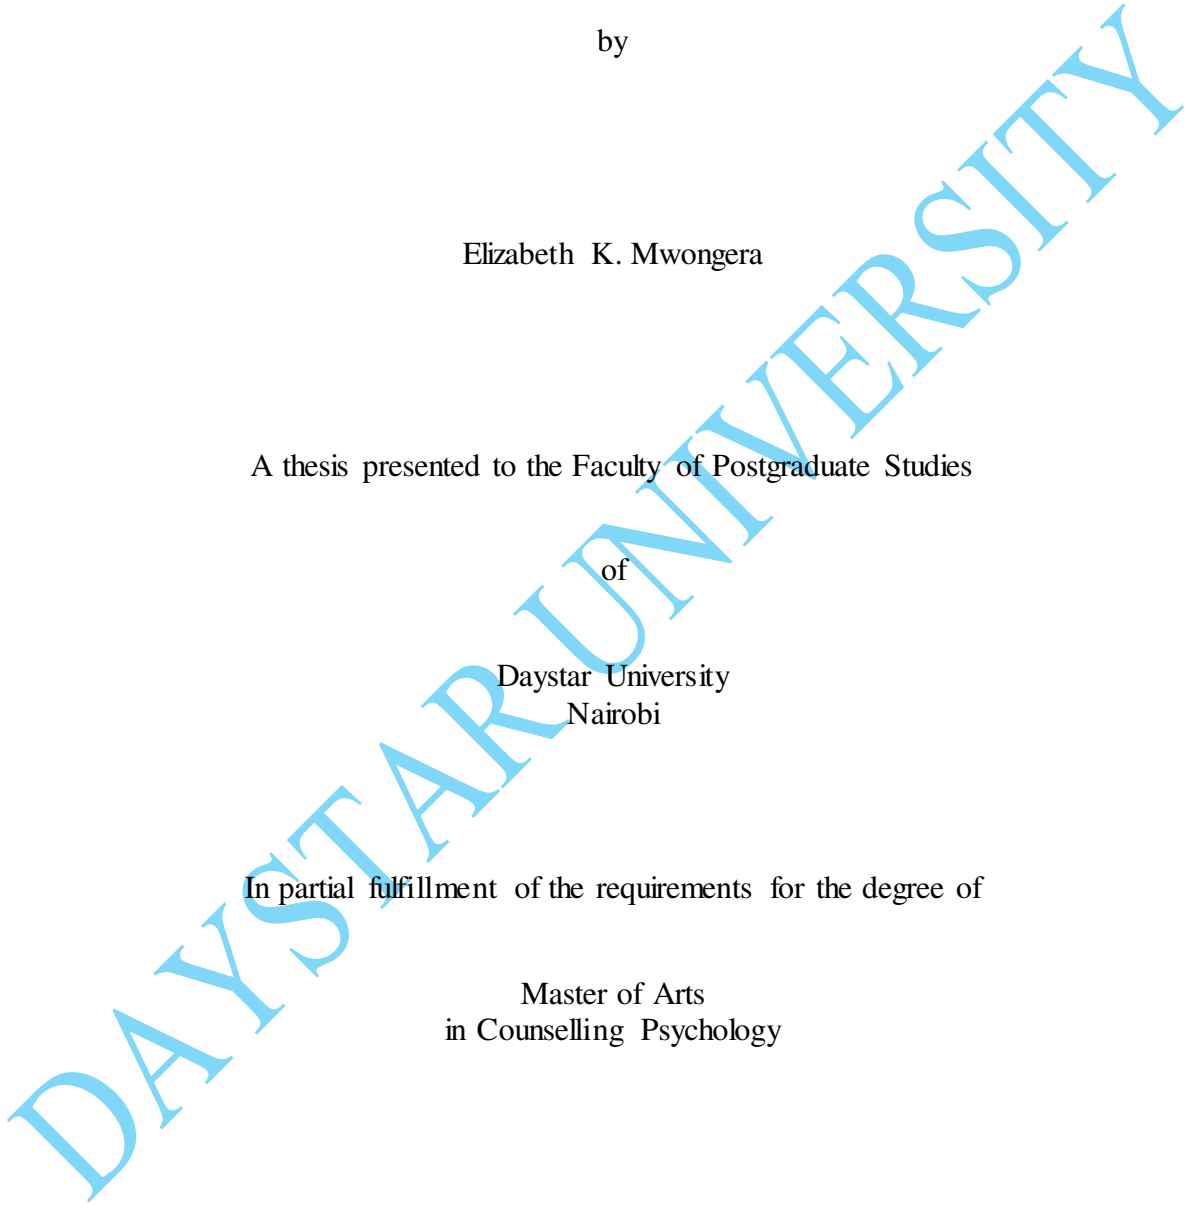 by
Elizabeth K. Mwongera
A thesis presented to the Faculty of Postgraduate Studies
of
Daystar University
Nairobi
In partial fulfillment of the requirements for the degree of
Master of Arts
in Counselling Psychology
DAYSTAR UNIVERSITY